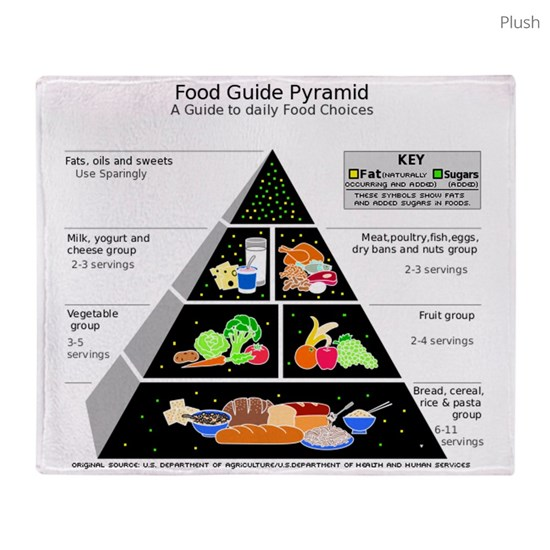 Plush
Food Guide Pyramid
A Guide to daily Food Choices
Fats, oils and sweets
Use Sparingly
KEY
Fat (NATURALLY Sugars
OCCURRING AND ADDED) (ADDED)
THESE SYMBOLS SHOW FATS
AND ADDED SUGARS IN FOODS.
Milk, yogurt and
cheese group
2-3 servings
Meat,poultry,fish,eggs,
dry bans and nuts group
2-3 servings
Vegetable
group
3-5
servings
Fruit group
2-4 servings
Bread, cereal,
rice & pasta
group
6-11
servings
ORIGINAL SOURCE: U.S. DEPARTMENT OF AGRICULTURE/U.S.DEPARTMENT OF HEALTH AND HUMAN SERVICES